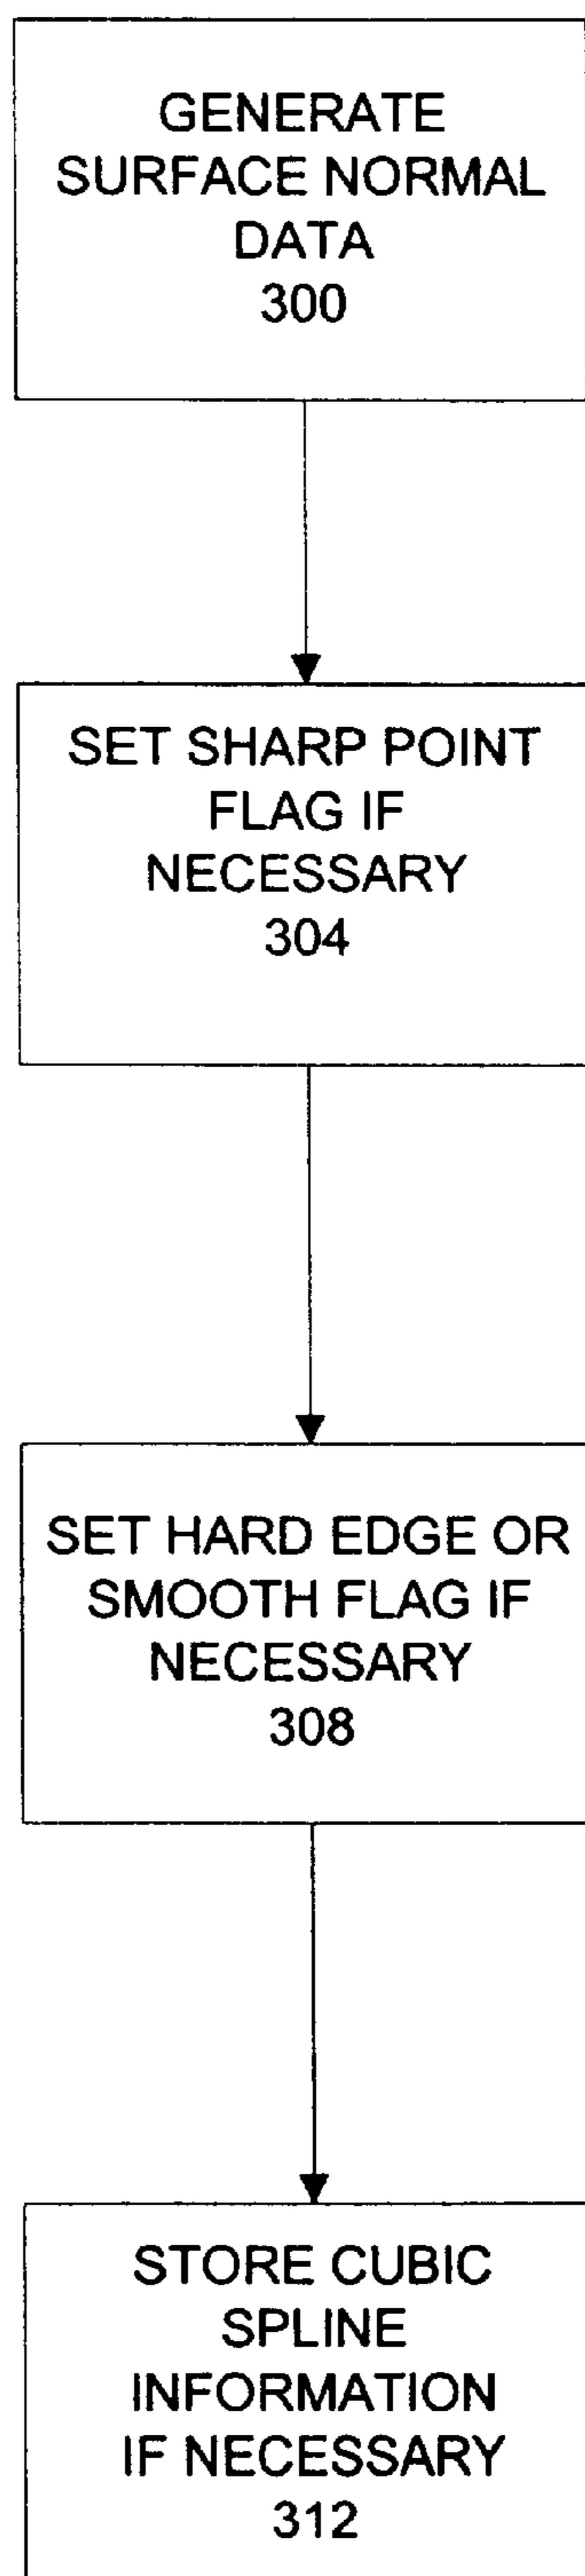 GENERATE
SURFACE NORMAL
DATA
300
SET SHARP POINT
FLAG IF
NECESSARY
304
SET HARD EDGE OR
SMOOTH FLAG IF
NECESSARY
308
STORE CUBIC
SPLINE
INFORMATION
IF NECESSARY
312